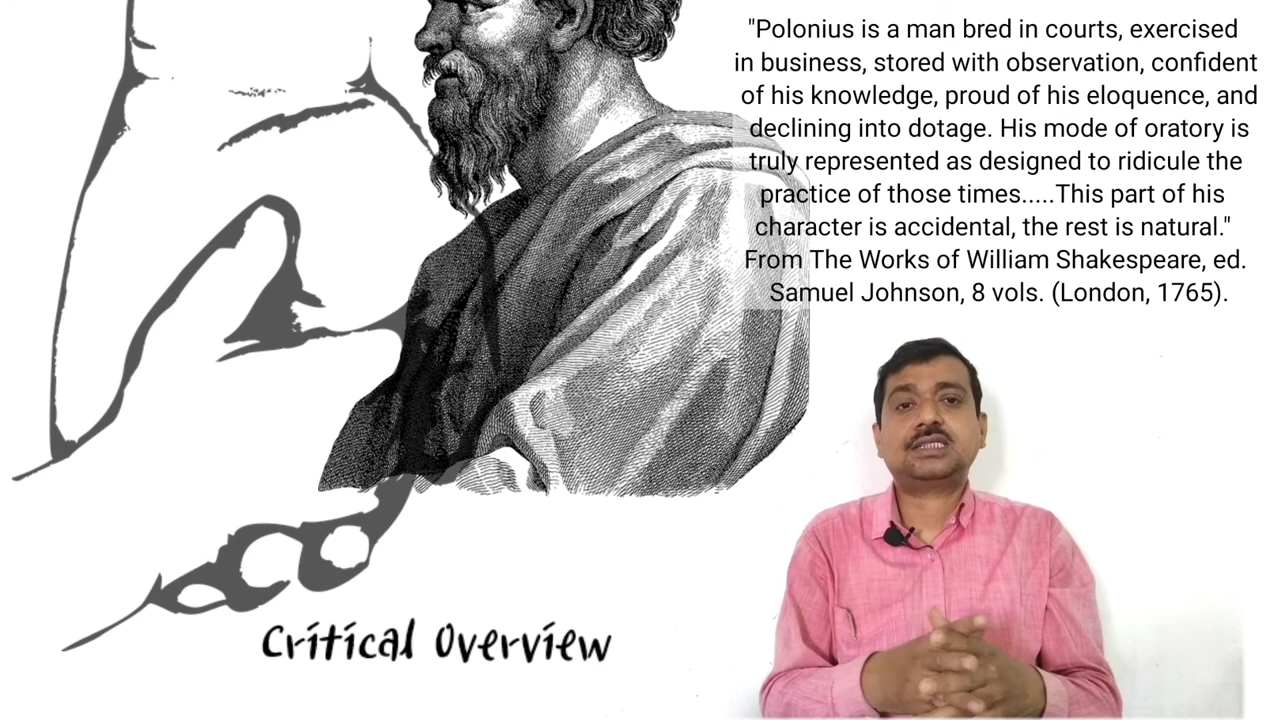 "Polonius is a man bred in courts, exercised
in business, stored with observation, confident
of his knowledge, proud of his eloquence, and
declining into dotage. His mode of oratory is
truly represented as designed to ridicule the
practice of those times.....This part of his
character is accidental, the rest is natural."
From The Works of William Shakespeare, ed.
Samuel Johnson, 8 vols. (London, 1765).
Critical Overview